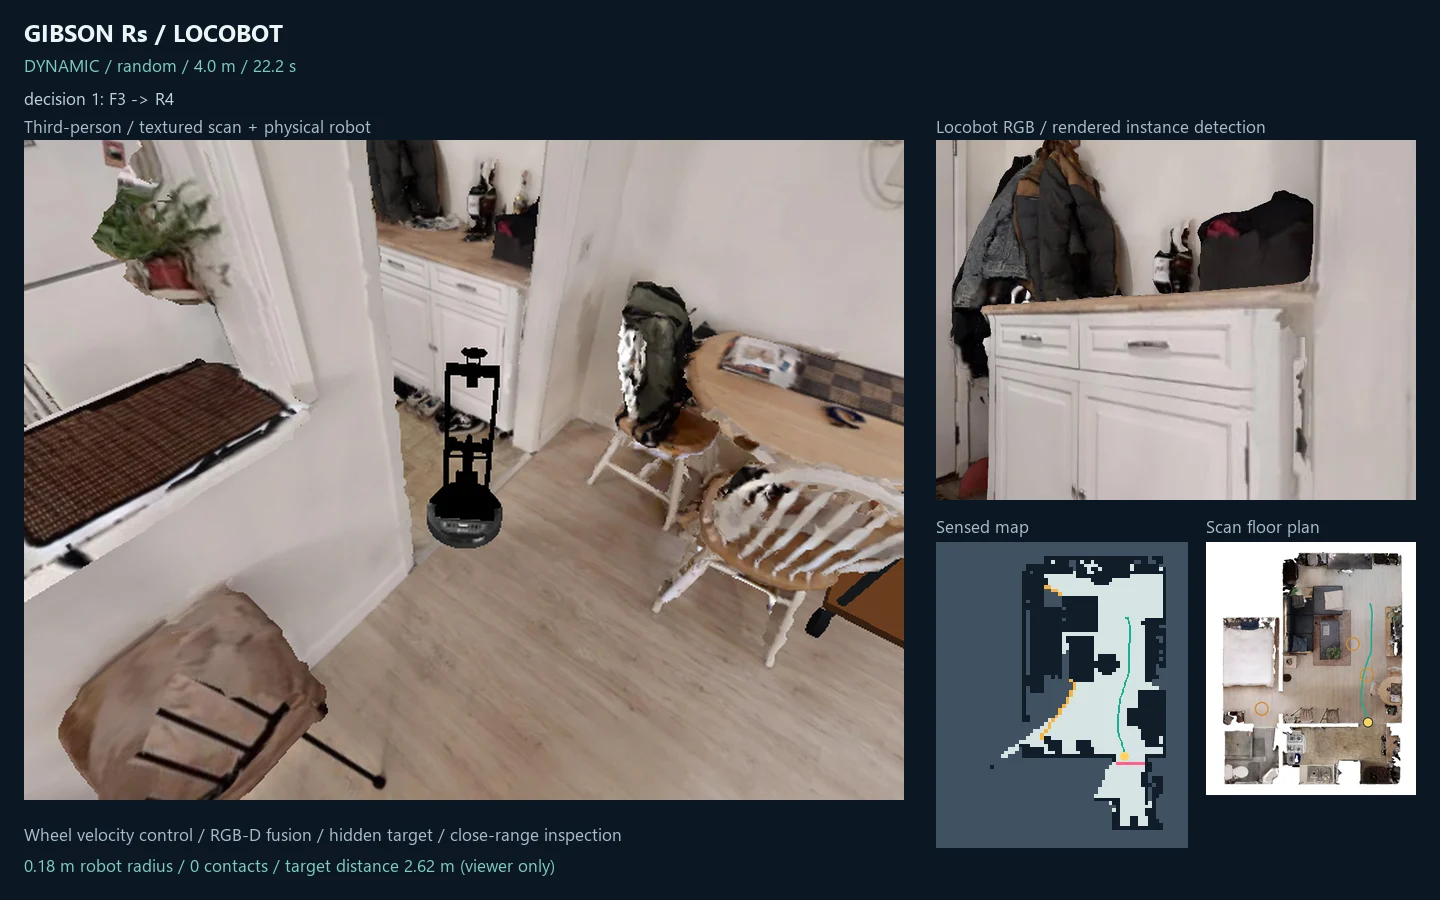 GIBSON Rs / LOCOBOT
DYNAMIC / random / 4.0 m / 22.2 s
decision 1: F3 -> R4
Third-person / textured scan + physical robot
Locobot RGB / rendered instance detection
Sensed map
Scan floor plan
Wheel velocity control / RGB-D fusion / hidden target / close-range inspection
0.18 m robot radius / 0 contacts / target distance 2.62 m (viewer only)